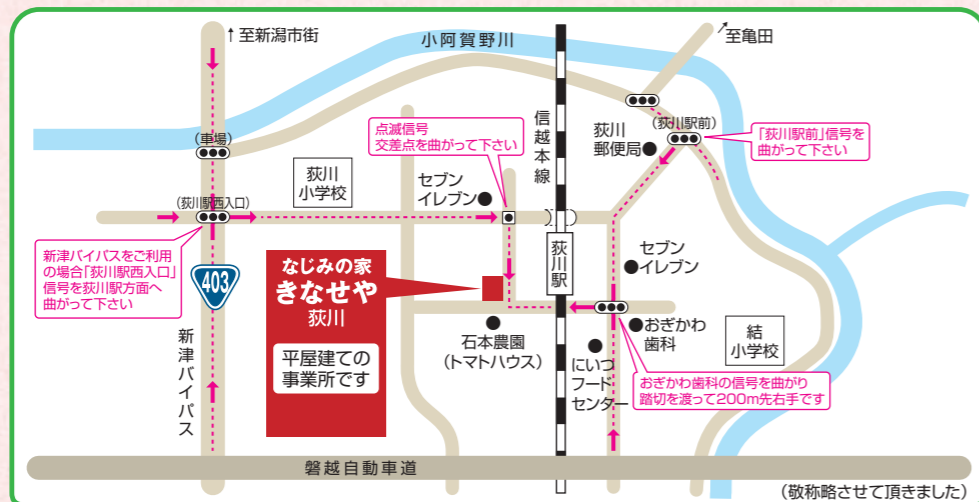 ↑至新潟市街
小阿賀野川
↗至亀田
信越本線
(車場)
点滅信号
交差点を曲がって下さい
荻川
郵便局
(荻川駅前)
「荻川駅前」信号を
曲がって下さい
荻川
小学校
セブン
イレブン
(荻川駅西入口)
新津バイパスをご利用
の場合「荻川駅西入口」
信号を荻川駅方面へ
曲がって下さい
403
新津バイパス
なじみの家
きなせや
荻川
平屋建ての
事業所です
荻川駅
セブン
イレブン
石本農園
(トマトハウス)
おぎかわ
歯科
結
小学校
にいつ
フード
センター
おぎかわ歯科の信号を曲がり
踏切を渡って200m先右手です
磐越自動車道
(敬称略させて頂きました)